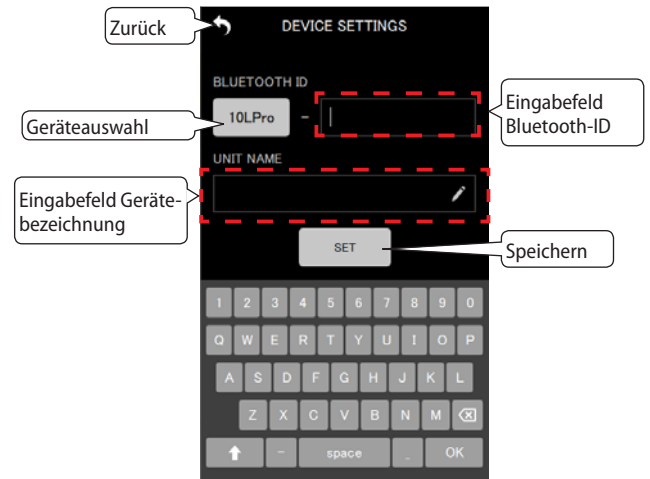 Zurück
DEVICE SETTINGS
BLUETOOTH ID
10LPro
-
Eingabefeld
Bluetooth-ID
Geräteauswahl
UNIT NAME
Eingabefeld Geräte-
bezeichnung
SET
Speichern
1 2 3 4 5 6 7 8 9 0
Q W E R T Y U I O P
A S D F G H J K L
Z X C V B N M
- space _ OK